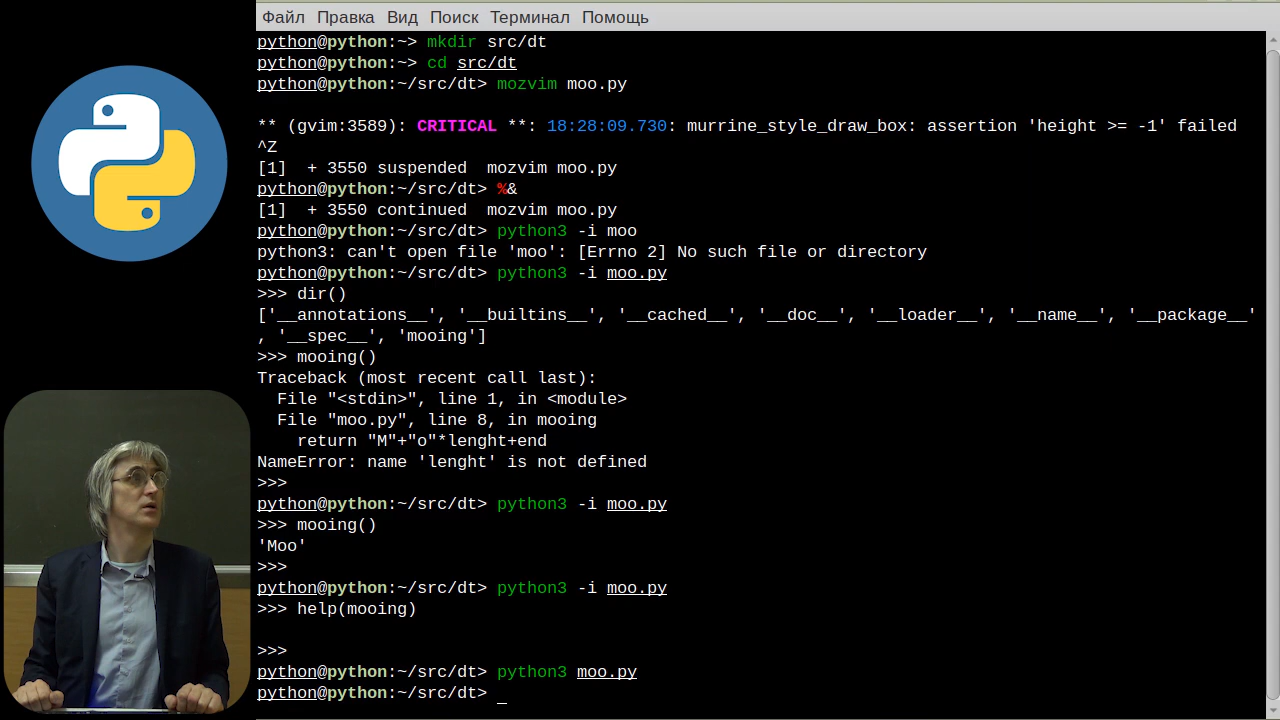 Файл Правка Вид Поиск Терминал Помощь
python@python:~> mkdir src/dt
python@python:~> cd src/dt
python@python:~/src/dt> mozvim moo.py
** (gvim:3589): CRITICAL **: 18:28:09.730: murrine_style_draw_box: assertion 'height >= -1' failed
^Z
[1]  + 3550 suspended  mozvim moo.py
python@python:~/src/dt> %&
[1]  + 3550 continued  mozvim moo.py
python@python:~/src/dt> python3 -i moo
python3: can't open file 'moo': [Errno 2] No such file or directory
python@python:~/src/dt> python3 -i moo.py
>>> dir()
['__annotations__', '__builtins__', '__cached__', '__doc__', '__loader__', '__name__', '__package__'
, '__spec__', 'mooing']
>>> mooing()
Traceback (most recent call last):
  File "<stdin>", line 1, in <module>
  File "moo.py", line 8, in mooing
    return "M"+"o"*lenght+end
NameError: name 'lenght' is not defined
>>>
python@python:~/src/dt> python3 -i moo.py
>>> mooing()
'Moo'
>>>
python@python:~/src/dt> python3 -i moo.py
>>> help(mooing)
>>>
python@python:~/src/dt> python3 moo.py
python@python:~/src/dt> _